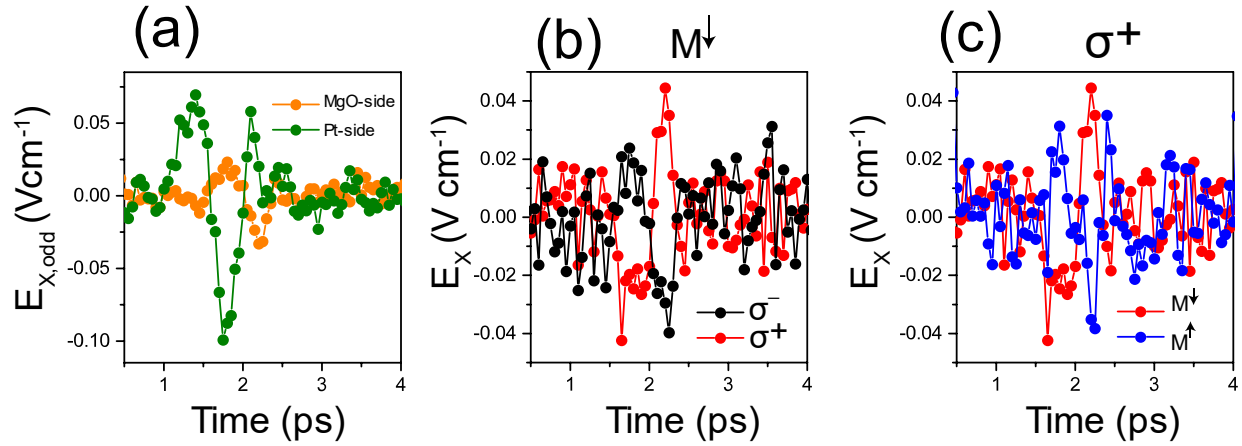 (a)
E_X,odd (Vcm⁻¹)
0.05
0.00
-0.05
-0.10
MgO-side
Pt-side
1
2
3
4
Time (ps)
(b)
M↓
E_X (V cm⁻¹)
0.04
0.02
0.00
-0.02
-0.04
σ⁻
σ⁺
1
2
3
4
Time (ps)
(c)
σ⁺
E_X (V cm⁻¹)
0.04
0.02
0.00
-0.02
-0.04
M↓
M↑
1
2
3
4
Time (ps)